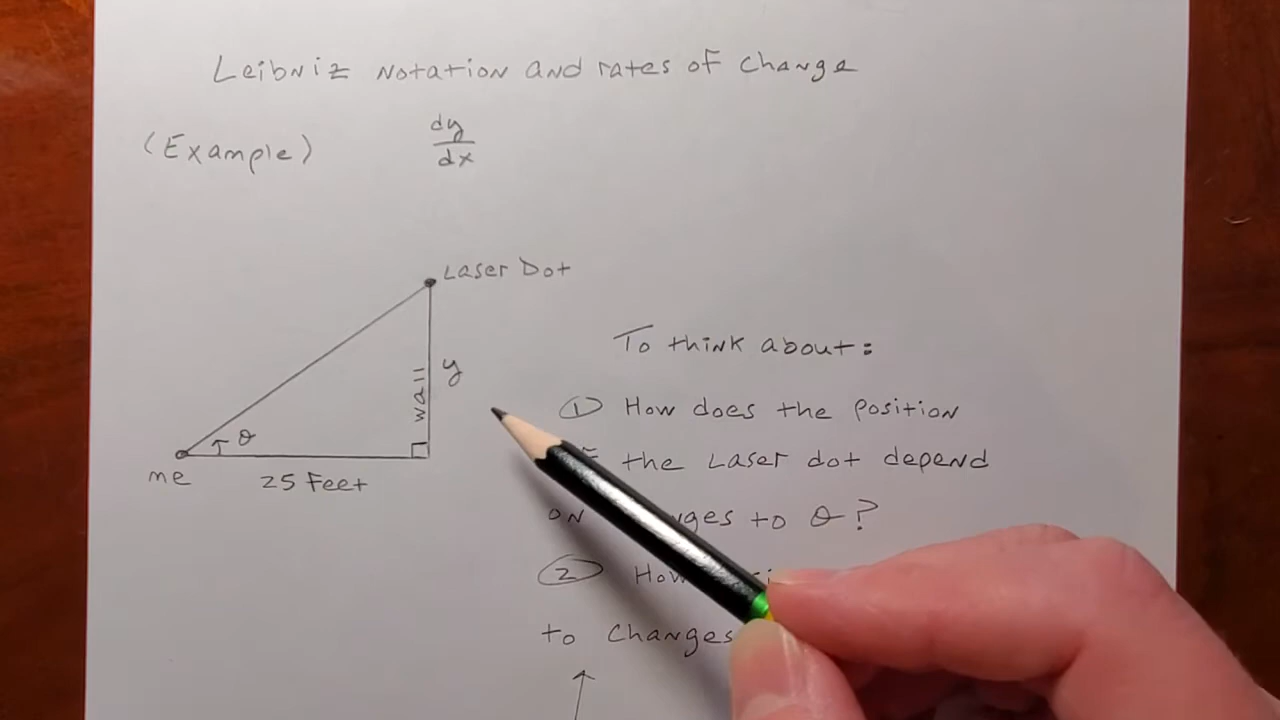 Leibniz Notation and rates of change
(Example)
dy
dx
Laser Dot
y
wall
θ
me
25 Feet
To think about:
① How does the position
the Laser dot depend
on to θ?
② How
to changes